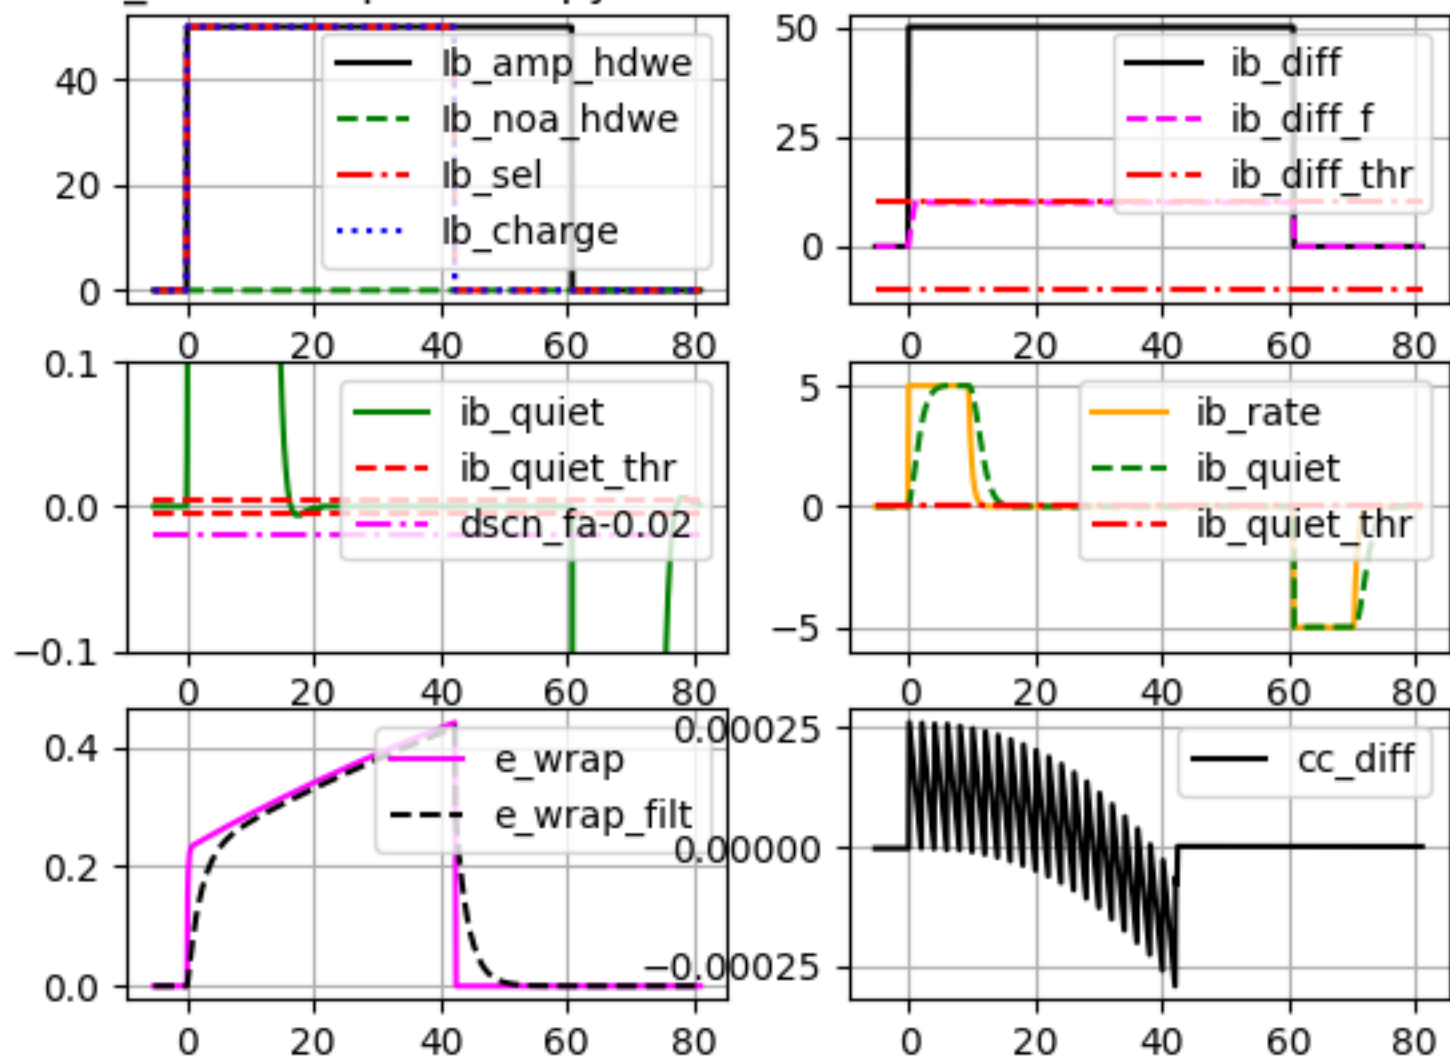 40
20
0
Ib_amp_hdwe
Ib_noa_hdwe
Ib_sel
Ib_charge
0 20 40 60 80
50
25
0
ib_diff
ib_diff_f
ib_diff_thr
0 20 40 60 80
0.1
0.0
−0.1
ib_quiet
ib_quiet_thr
dscn_fa-0.02
0 20 40 60 80
5
0
−5
ib_rate
ib_quiet
ib_quiet_thr
0 20 40 60 80
0.4
0.2
0.0
e_wrap
e_wrap_filt
0 20 40 60 80
0.00025
0.00000
−0.00025
cc_diff
0 20 40 60 80